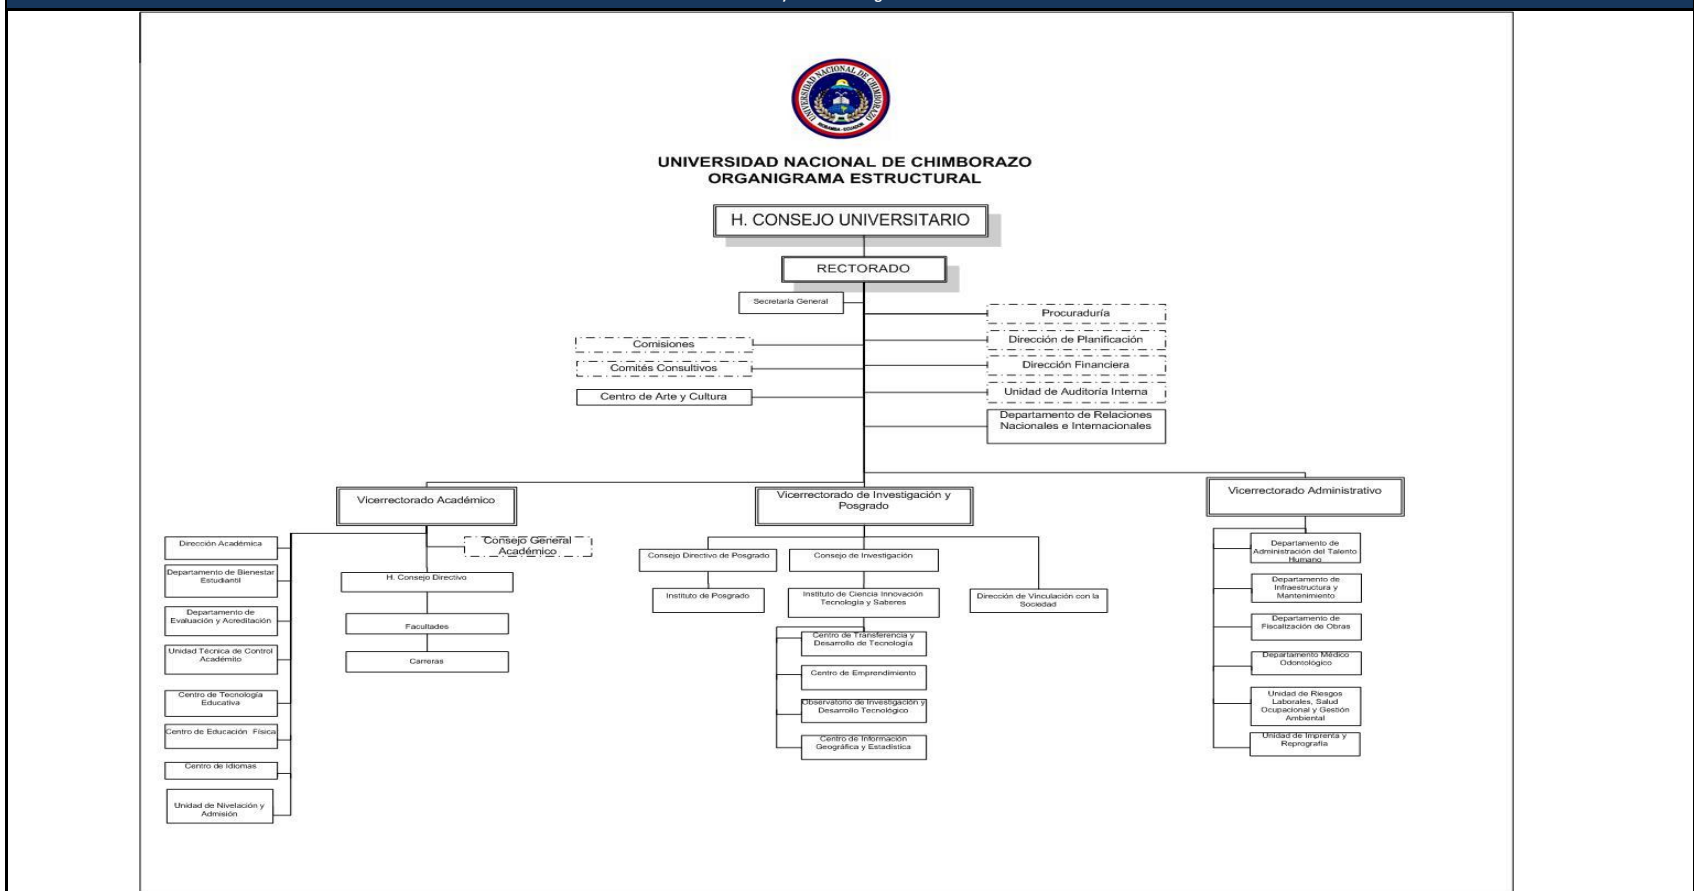 UNIVERSIDAD NACIONAL DE CHIMBORAZO
RIOBAMBA - ECUADOR
UNIVERSIDAD NACIONAL DE CHIMBORAZO
ORGANIGRAMA ESTRUCTURAL
H. CONSEJO UNIVERSITARIO
RECTORADO
Secretaría General
Procuraduría
Comisiones
Dirección de Planificación
Comités Consultivos
Dirección Financiera
Centro de Arte y Cultura
Unidad de Auditoría Interna
Departamento de Relaciones
Nacionales e Internacionales
Vicerrectorado Académico
Vicerrectorado de Investigación y
Posgrado
Vicerrectorado Administrativo
Dirección Académica
Departamento de Bienestar
Estudiantil
Departamento de
Evaluación y Acreditación
Unidad Técnica de Control
Académito
Centro de Tecnología
Educativa
Centro de Educación Física
Centro de Idiomas
Unidad de Nivelación y
Admisión
Consejo General
Académico
H. Consejo Directivo
Facultades
Carreras
Consejo Directivo de Posgrado
Instituto de Posgrado
Consejo de Investigación
Instituto de Ciencia Innovación
Tecnología y Saberes
Centro de Transferencia y
Desarrollo de Tecnología
Centro de Emprendimiento
Observatorio de Investigación y
Desarrollo Tecnológico
Centro de Información
Geográfica y Estadística
Dirección de Vinculación con la
Sociedad
Departamento de
Administración del Talento
Humano
Departamento de
Infraestructura y
Mantenimiento
Departamento de
Fiscalización de Obras
Departamento Médico
Odontológico
Unidad de Riesgos
Laborales, Salud
Ocupacional y Gestión
Ambiental
Unidad de Imprenta y
Reprografía